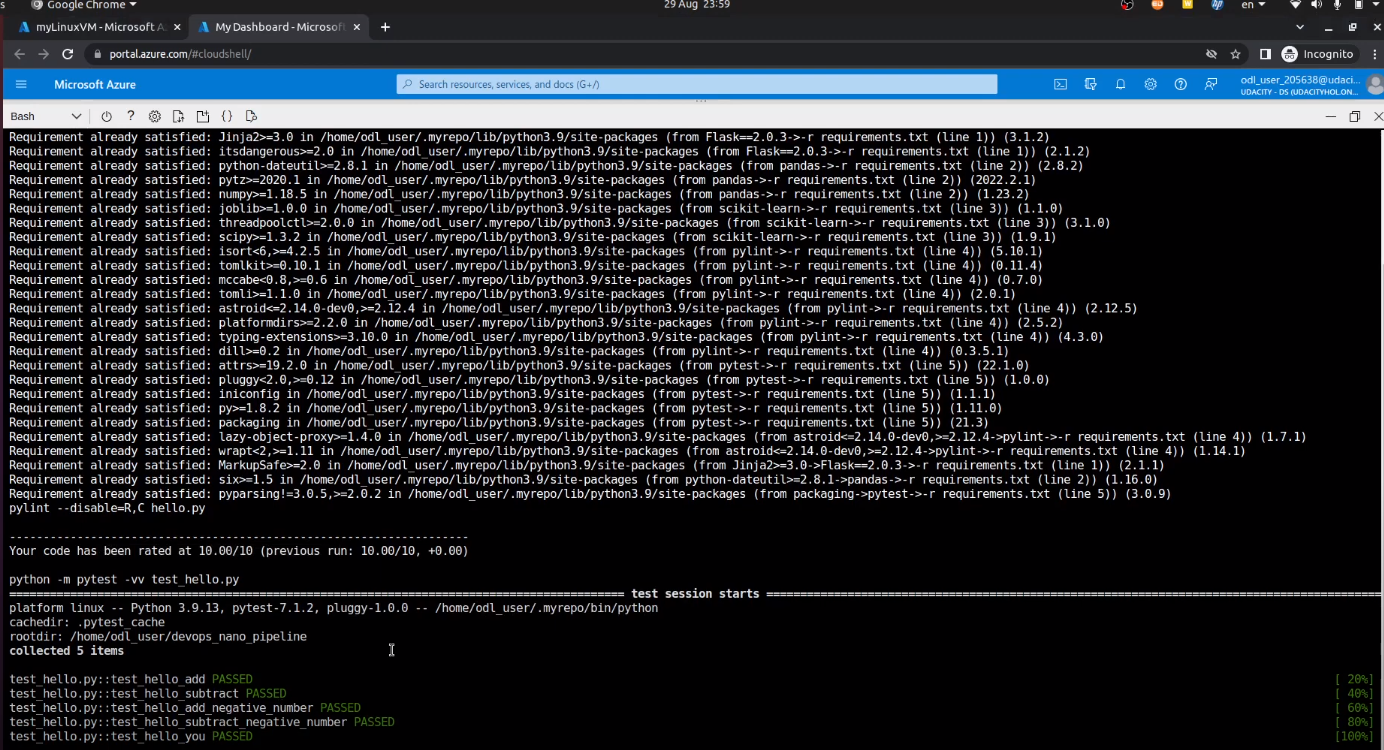 Google Chrome
29 Aug 23:59
en
myLinuxVM - Microsoft A
My Dashboard - Microsof
portal.azure.com/#cloudshell/
Incognito
Microsoft Azure
Search resources, services, and docs (G+/)
odl_user_205638@udaci...
UDACITY - DS (UDACITYHOLON...
Bash
Requirement already satisfied: Jinja2>=3.0 in /home/odl_user/.myrepo/lib/python3.9/site-packages (from Flask==2.0.3->-r requirements.txt (line 1)) (3.1.2)
Requirement already satisfied: itsdangerous>=2.0 in /home/odl_user/.myrepo/lib/python3.9/site-packages (from Flask==2.0.3->-r requirements.txt (line 1)) (2.1.2)
Requirement already satisfied: python-dateutil>=2.8.1 in /home/odl_user/.myrepo/lib/python3.9/site-packages (from pandas->-r requirements.txt (line 2)) (2.8.2)
Requirement already satisfied: pytz>=2020.1 in /home/odl_user/.myrepo/lib/python3.9/site-packages (from pandas->-r requirements.txt (line 2)) (2022.2.1)
Requirement already satisfied: numpy>=1.18.5 in /home/odl_user/.myrepo/lib/python3.9/site-packages (from pandas->-r requirements.txt (line 2)) (1.23.2)
Requirement already satisfied: joblib>=1.0.0 in /home/odl_user/.myrepo/lib/python3.9/site-packages (from scikit-learn->-r requirements.txt (line 3)) (1.1.0)
Requirement already satisfied: threadpoolctl>=2.0.0 in /home/odl_user/.myrepo/lib/python3.9/site-packages (from scikit-learn->-r requirements.txt (line 3)) (3.1.0)
Requirement already satisfied: scipy>=1.3.2 in /home/odl_user/.myrepo/lib/python3.9/site-packages (from scikit-learn->-r requirements.txt (line 3)) (1.9.1)
Requirement already satisfied: isort<6,>=4.2.5 in /home/odl_user/.myrepo/lib/python3.9/site-packages (from pylint->-r requirements.txt (line 4)) (5.10.1)
Requirement already satisfied: tomlkit>=0.10.1 in /home/odl_user/.myrepo/lib/python3.9/site-packages (from pylint->-r requirements.txt (line 4)) (0.11.4)
Requirement already satisfied: mccabe<0.8,>=0.6 in /home/odl_user/.myrepo/lib/python3.9/site-packages (from pylint->-r requirements.txt (line 4)) (0.7.0)
Requirement already satisfied: tomli>=1.1.0 in /home/odl_user/.myrepo/lib/python3.9/site-packages (from pylint->-r requirements.txt (line 4)) (2.0.1)
Requirement already satisfied: astroid<=2.14.0-dev0,>=2.12.4 in /home/odl_user/.myrepo/lib/python3.9/site-packages (from pylint->-r requirements.txt (line 4)) (2.12.5)
Requirement already satisfied: platformdirs>=2.2.0 in /home/odl_user/.myrepo/lib/python3.9/site-packages (from pylint->-r requirements.txt (line 4)) (2.5.2)
Requirement already satisfied: typing-extensions>=3.10.0 in /home/odl_user/.myrepo/lib/python3.9/site-packages (from pylint->-r requirements.txt (line 4)) (4.3.0)
Requirement already satisfied: dill>=0.2 in /home/odl_user/.myrepo/lib/python3.9/site-packages (from pylint->-r requirements.txt (line 4)) (0.3.5.1)
Requirement already satisfied: attrs>=19.2.0 in /home/odl_user/.myrepo/lib/python3.9/site-packages (from pytest->-r requirements.txt (line 5)) (22.1.0)
Requirement already satisfied: pluggy<2.0,>=0.12 in /home/odl_user/.myrepo/lib/python3.9/site-packages (from pytest->-r requirements.txt (line 5)) (1.0.0)
Requirement already satisfied: iniconfig in /home/odl_user/.myrepo/lib/python3.9/site-packages (from pytest->-r requirements.txt (line 5)) (1.1.1)
Requirement already satisfied: py>=1.8.2 in /home/odl_user/.myrepo/lib/python3.9/site-packages (from pytest->-r requirements.txt (line 5)) (1.11.0)
Requirement already satisfied: packaging in /home/odl_user/.myrepo/lib/python3.9/site-packages (from pytest->-r requirements.txt (line 5)) (21.3)
Requirement already satisfied: lazy-object-proxy>=1.4.0 in /home/odl_user/.myrepo/lib/python3.9/site-packages (from astroid<=2.14.0-dev0,>=2.12.4->pylint->-r requirements.txt (line 4)) (1.7.1)
Requirement already satisfied: wrapt<2,>=1.11 in /home/odl_user/.myrepo/lib/python3.9/site-packages (from astroid<=2.14.0-dev0,>=2.12.4->pylint->-r requirements.txt (line 4)) (1.14.1)
Requirement already satisfied: MarkupSafe>=2.0 in /home/odl_user/.myrepo/lib/python3.9/site-packages (from Jinja2>=3.0->Flask==2.0.3->-r requirements.txt (line 1)) (2.1.1)
Requirement already satisfied: six>=1.5 in /home/odl_user/.myrepo/lib/python3.9/site-packages (from python-dateutil>=2.8.1->pandas->-r requirements.txt (line 2)) (1.16.0)
Requirement already satisfied: pyparsing!=3.0.5,>=2.0.2 in /home/odl_user/.myrepo/lib/python3.9/site-packages (from packaging->pytest->-r requirements.txt (line 5)) (3.0.9)
pylint --disable=R,C hello.py
--------------------------------------------------------------------
Your code has been rated at 10.00/10 (previous run: 10.00/10, +0.00)
python -m pytest -vv test_hello.py
=========================================================================================== test session starts ===========================================================================================
platform linux -- Python 3.9.13, pytest-7.1.2, pluggy-1.0.0 -- /home/odl_user/.myrepo/bin/python
cachedir: .pytest_cache
rootdir: /home/odl_user/devops_nano_pipeline
collected 5 items
test_hello.py::test_hello_add PASSED [ 20%]
test_hello.py::test_hello_subtract PASSED [ 40%]
test_hello.py::test_hello_add_negative_number PASSED [ 60%]
test_hello.py::test_hello_subtract_negative_number PASSED [ 80%]
test_hello.py::test_hello_you PASSED [100%]